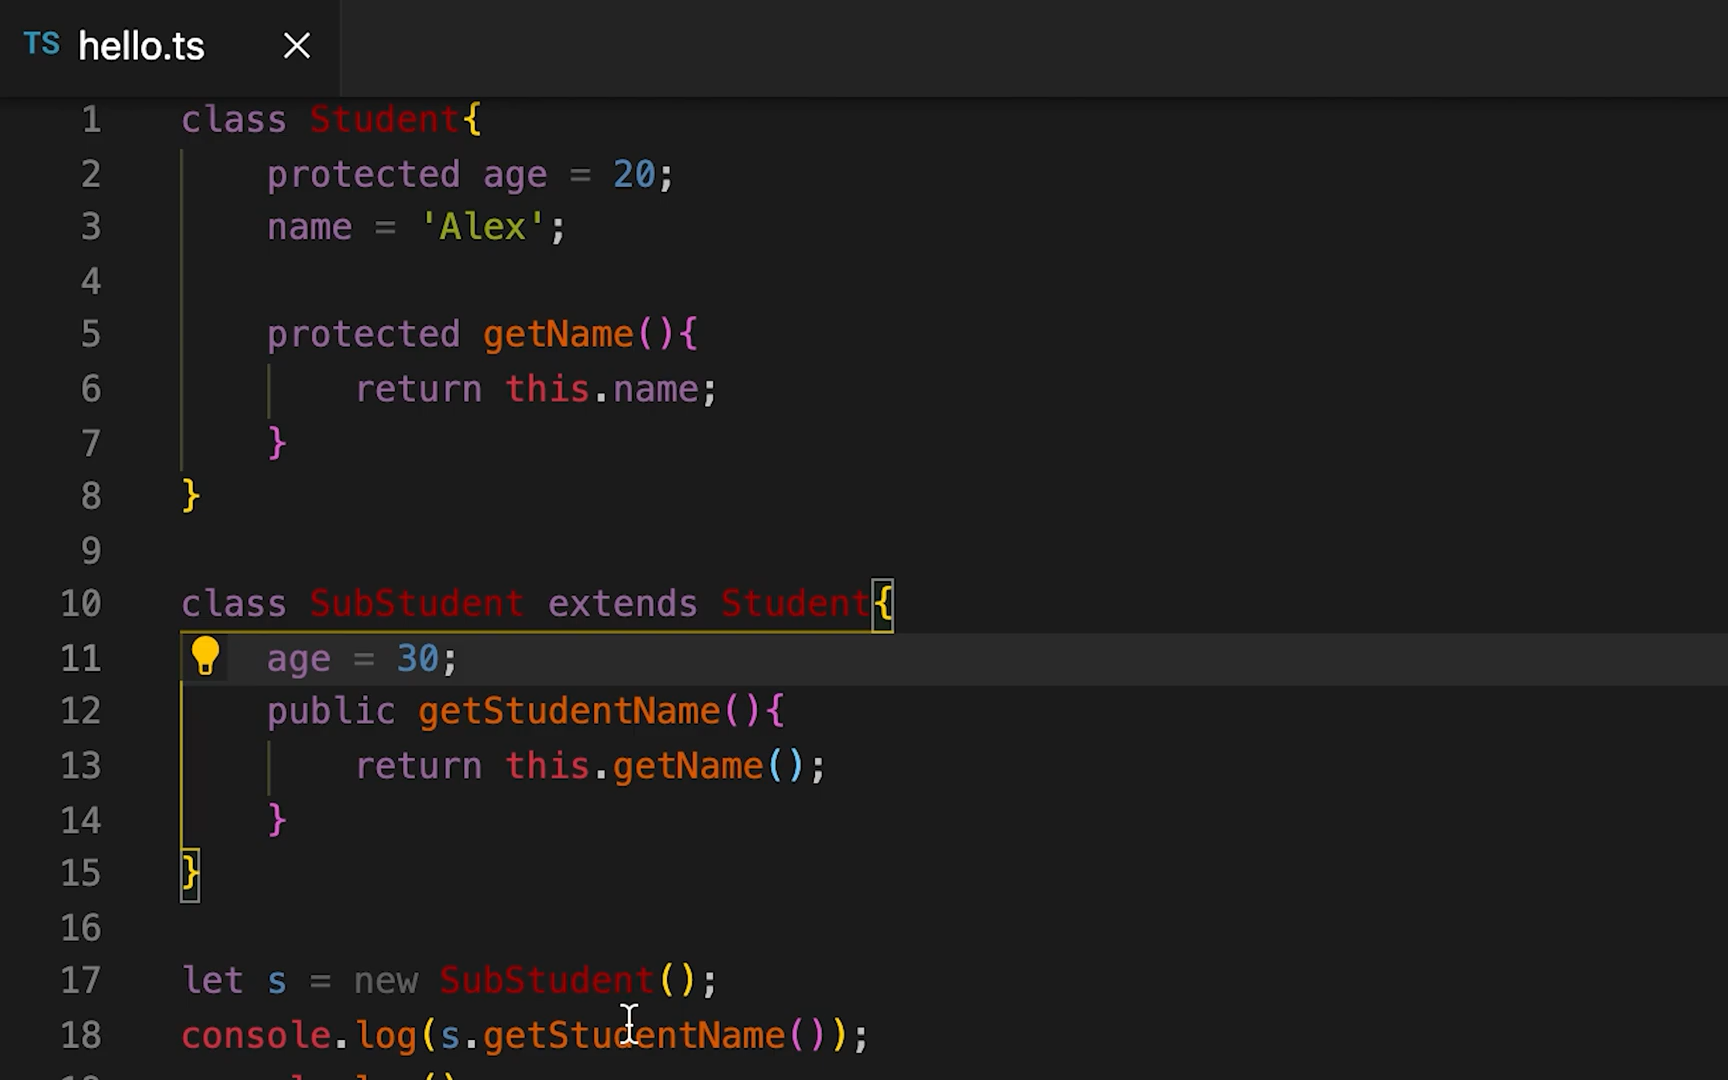 TS hello.ts
1 class Student{
2 protected age = 20;
3 name = 'Alex';
4
5 protected getName(){
6 return this.name;
7 }
8 }
9
10 class SubStudent extends Student{
11 age = 30;
12 public getStudentName(){
13 return this.getName();
14 }
15 }
16
17 let s = new SubStudent();
18 console.log(s.getStudentName());